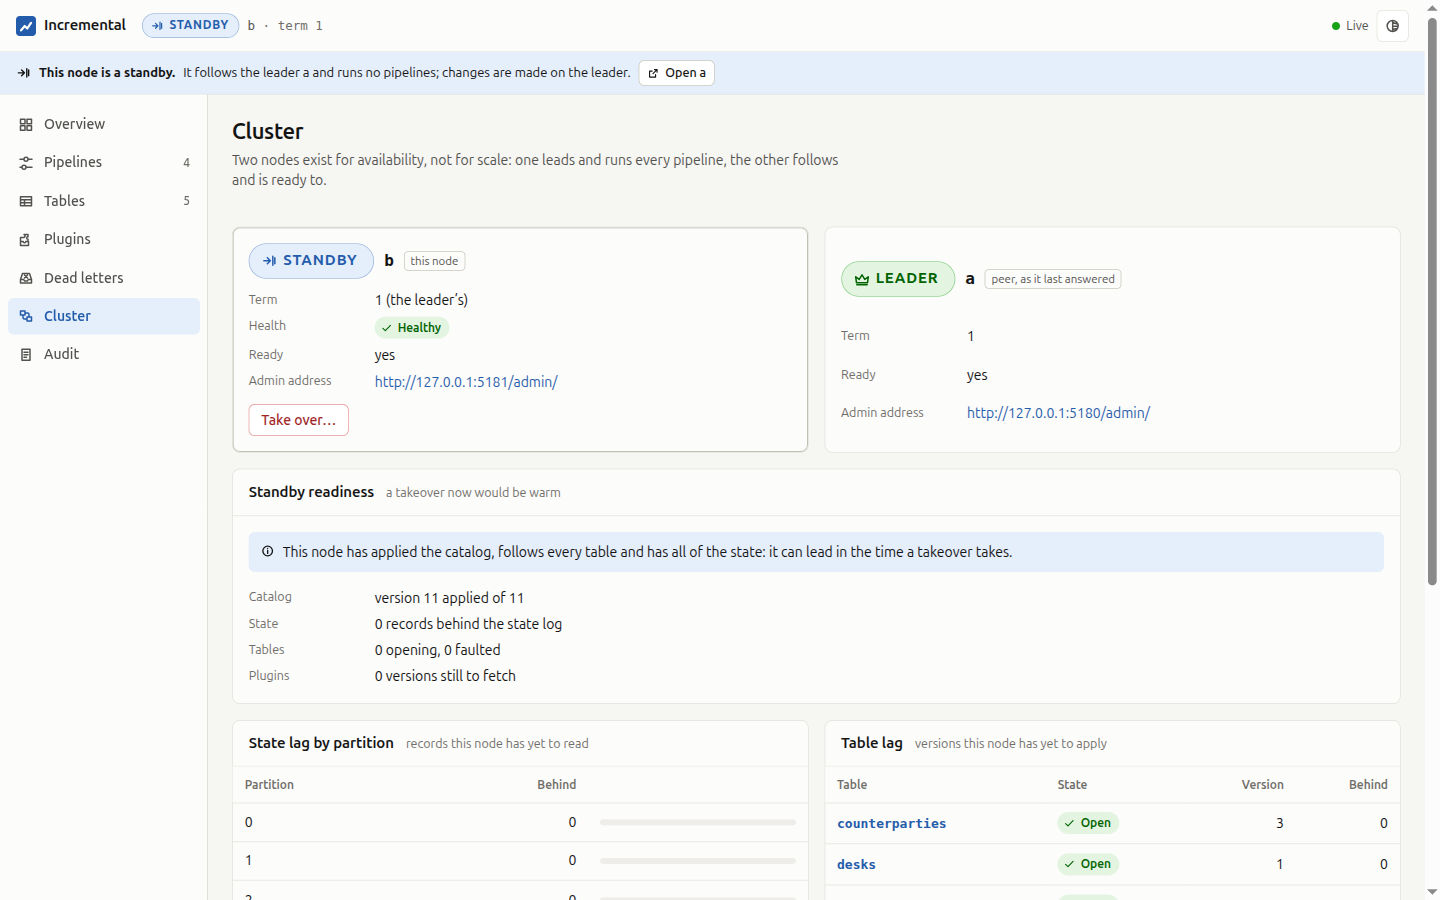 Incremental
STANDBY
b · term 1
Live
This node is a standby. It follows the leader a and runs no pipelines; changes are made on the leader.
Open a
Overview
Pipelines 4
Tables 5
Plugins
Dead letters
Cluster
Audit
Cluster
Two nodes exist for availability, not for scale: one leads and runs every pipeline, the other follows
and is ready to.
STANDBY b this node
Term 1 (the leader’s)
Health Healthy
Ready yes
Admin address http://127.0.0.1:5181/admin/
Take over…
LEADER a peer, as it last answered
Term 1
Ready yes
Admin address http://127.0.0.1:5180/admin/
Standby readiness a takeover now would be warm
This node has applied the catalog, follows every table and has all of the state: it can lead in the time a takeover takes.
Catalog version 11 applied of 11
State 0 records behind the state log
Tables 0 opening, 0 faulted
Plugins 0 versions still to fetch
State lag by partition records this node has yet to read
Partition Behind
0 0
1 0
2 0
Table lag versions this node has yet to apply
Table State Version Behind
counterparties Open 3 0
desks Open 1 0